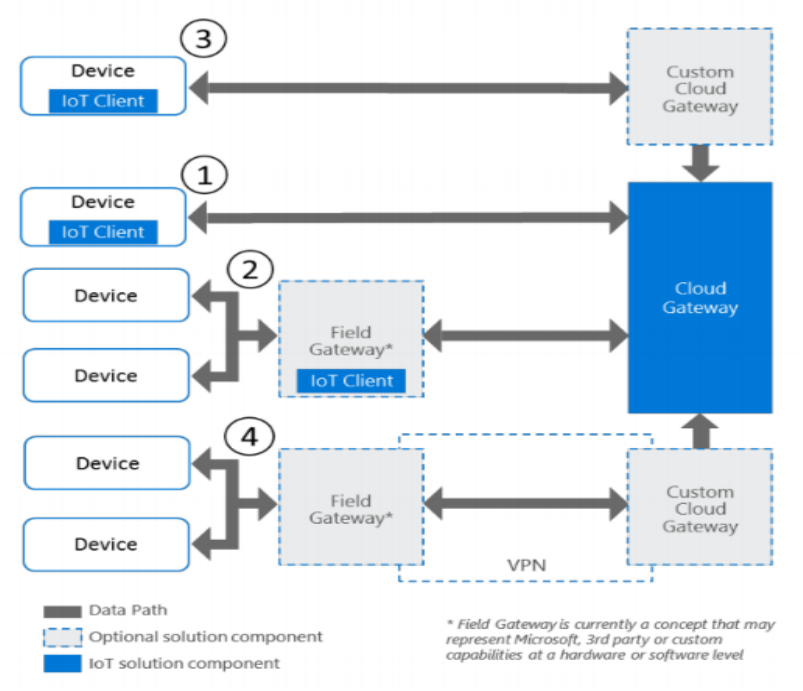 3
Device
IoT Client
Custom
Cloud
Gateway
1
Device
IoT Client
Cloud
Gateway
2
Device
Device
Field
Gateway*
IoT Client
4
Device
Device
Field
Gateway*
VPN
Custom
Cloud
Gateway
Data Path
Optional solution component
IoT solution component
* Field Gateway is currently a concept that may
represent Microsoft, 3rd party or custom
capabilities at a hardware or software level